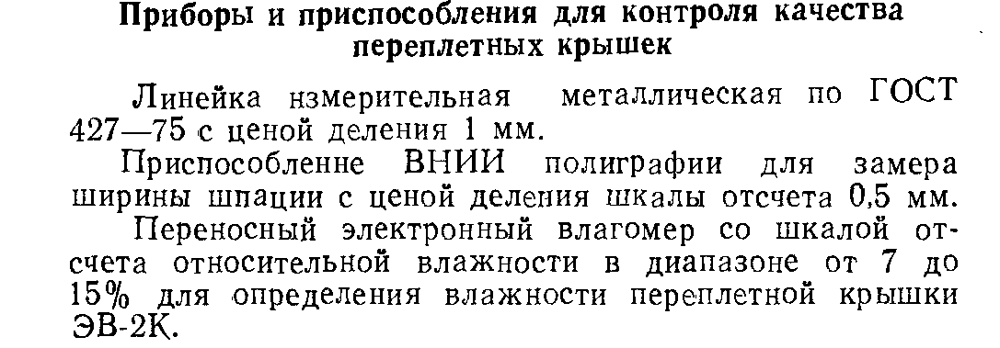 Приборы и приспособления для контроля качества
переплетных крышек
Линейка нзмерительная металлическая по ГОСТ
427—75 с ценой деления 1 мм.
Приспособленне ВНИИ полиграфии для замера
ширины шпации с ценой деления шкалы отсчета 0,5 мм.
Переносный электронный влагомер со шкалой от-
счета относительной влажности в диапазоне от 7 до
15% для определения влажности переплетной крышки
ЭВ-2К.